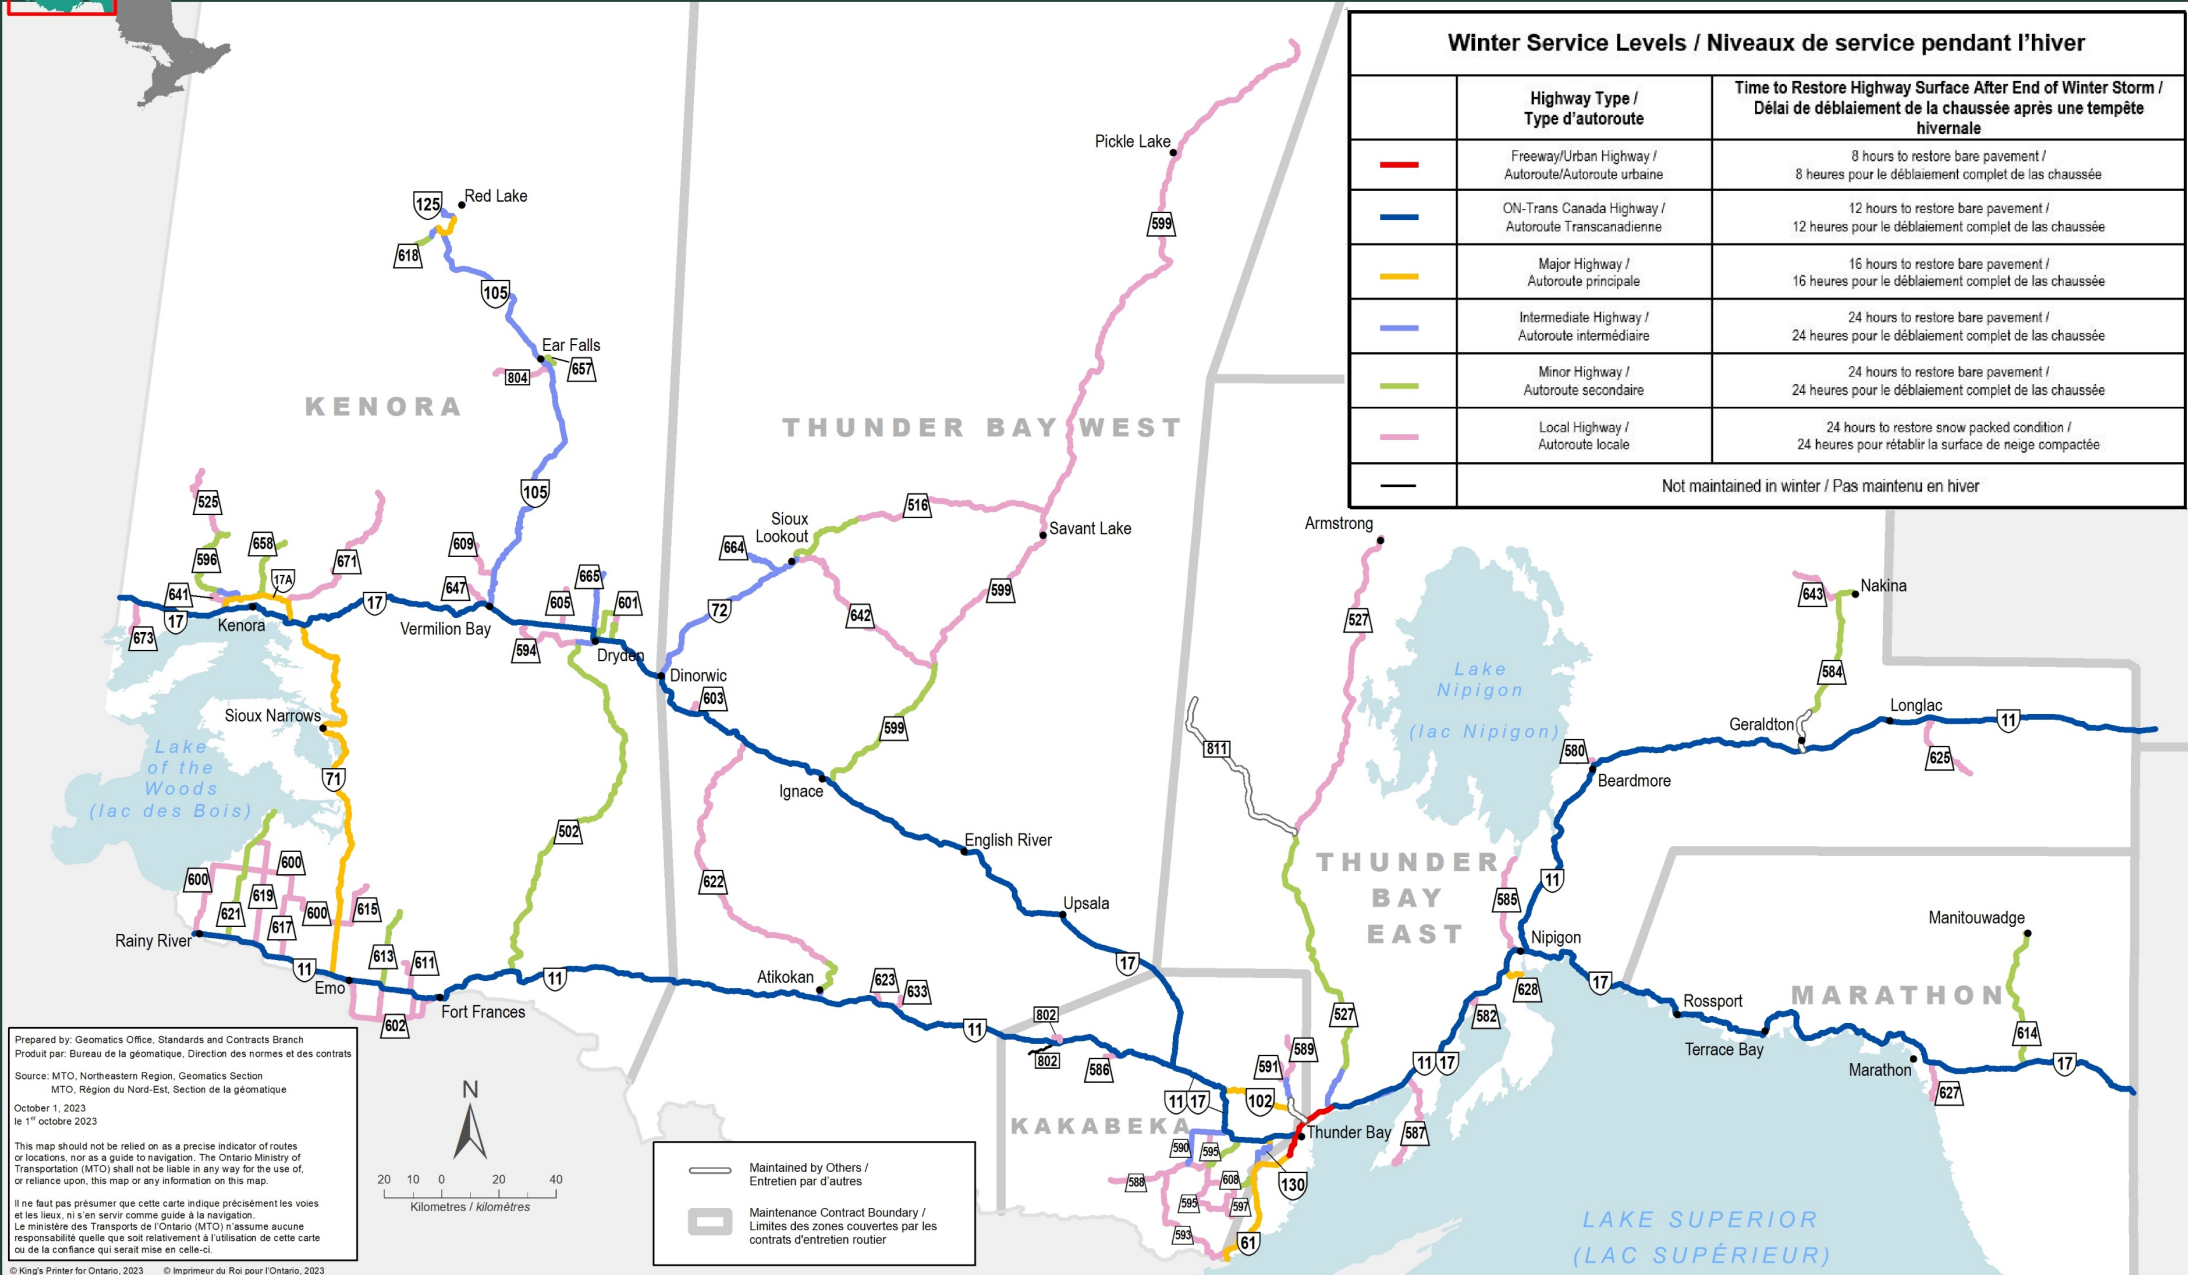 Winter Service Levels / Niveaux de service pendant l'hiver
Highway Type /
Type d'autoroute
Time to Restore Highway Surface After End of Winter Storm /
Délai de déblaiement de la chaussée après une tempête
hivernale
Freeway/Urban Highway /
Autoroute/Autoroute urbaine
8 hours to restore bare pavement /
8 heures pour le déblaiement complet de las chaussée
ON-Trans Canada Highway /
Autoroute Transcanadienne
12 hours to restore bare pavement /
12 heures pour le déblaiement complet de las chaussée
Major Highway /
Autoroute principale
16 hours to restore bare pavement /
16 heures pour le déblaiement complet de las chaussée
Intermediate Highway /
Autoroute intermédiaire
24 hours to restore bare pavement /
24 heures pour le déblaiement complet de las chaussée
Minor Highway /
Autoroute secondaire
24 hours to restore bare pavement /
24 heures pour le déblaiement complet de las chaussée
Local Highway /
Autoroute locale
24 hours to restore snow packed condition /
24 heures pour rétablir la surface de neige compactée
Not maintained in winter / Pas maintenu en hiver
Pickle Lake
599
125
Red Lake
618
105
Ear Falls
657
804
KENORA
THUNDER BAY WEST
105
525
596
658
17A
671
609
647
641
17
673
Kenora
17
Vermilion Bay
605
665
601
594
Dryden
Sioux
Lookout
516
664
Savant Lake
72
642
599
Dinorwic
603
599
Ignace
English River
Upsala
17
Sioux Narrows
71
Lake
of the
Woods
(lac des Bois)
502
622
600
600
619
621
617
600
615
Rainy River
11
Emo
613
611
602
Fort Frances
11
Atikokan
623
633
11
802
802
586
Armstrong
527
811
Lake
Nipigon
(lac Nipigon)
643
Nakina
584
Geraldton
Longlac
11
625
580
Beardmore
THUNDER
BAY
EAST
585
11
Nipigon
628
17
582
527
Rossport
Terrace Bay
MARATHON
Manitouwadge
614
Marathon
17
627
589
591
11 17
11 17
102
KAKABEKA
Thunder Bay
587
590
595
588
608
595
597
593
130
61
LAKE SUPERIOR
(LAC SUPÉRIEUR)
Prepared by: Geomatics Office, Standards and Contracts Branch
Produit par: Bureau de la géomatique, Direction des normes et des contrats
Source: MTO, Northeastern Region, Geomatics Section
MTO, Région du Nord-Est, Section de la géomatique
October 1, 2023
le 1er octobre 2023
This map should not be relied on as a precise indicator of routes
or locations, nor as a guide to navigation. The Ontario Ministry of
Transportation (MTO) shall not be liable in any way for the use of,
or reliance upon, this map or any information on this map.
Il ne faut pas présumer que cette carte indique précisément les voies
et les lieux, ni s'en servir comme guide à la navigation.
Le ministère des Transports de l'Ontario (MTO) n'assume aucune
responsabilité quelle que soit relativement à l'utilisation de cette carte
ou de la confiance qui serait mise en celle-ci.
© King's Printer for Ontario, 2023 © Imprimeur du Roi pour l'Ontario, 2023
N
20 10 0 20 40
Kilometres / kilomètres
Maintained by Others /
Entretien par d'autres
Maintenance Contract Boundary /
Limites des zones couvertes par les
contrats d'entretien routier